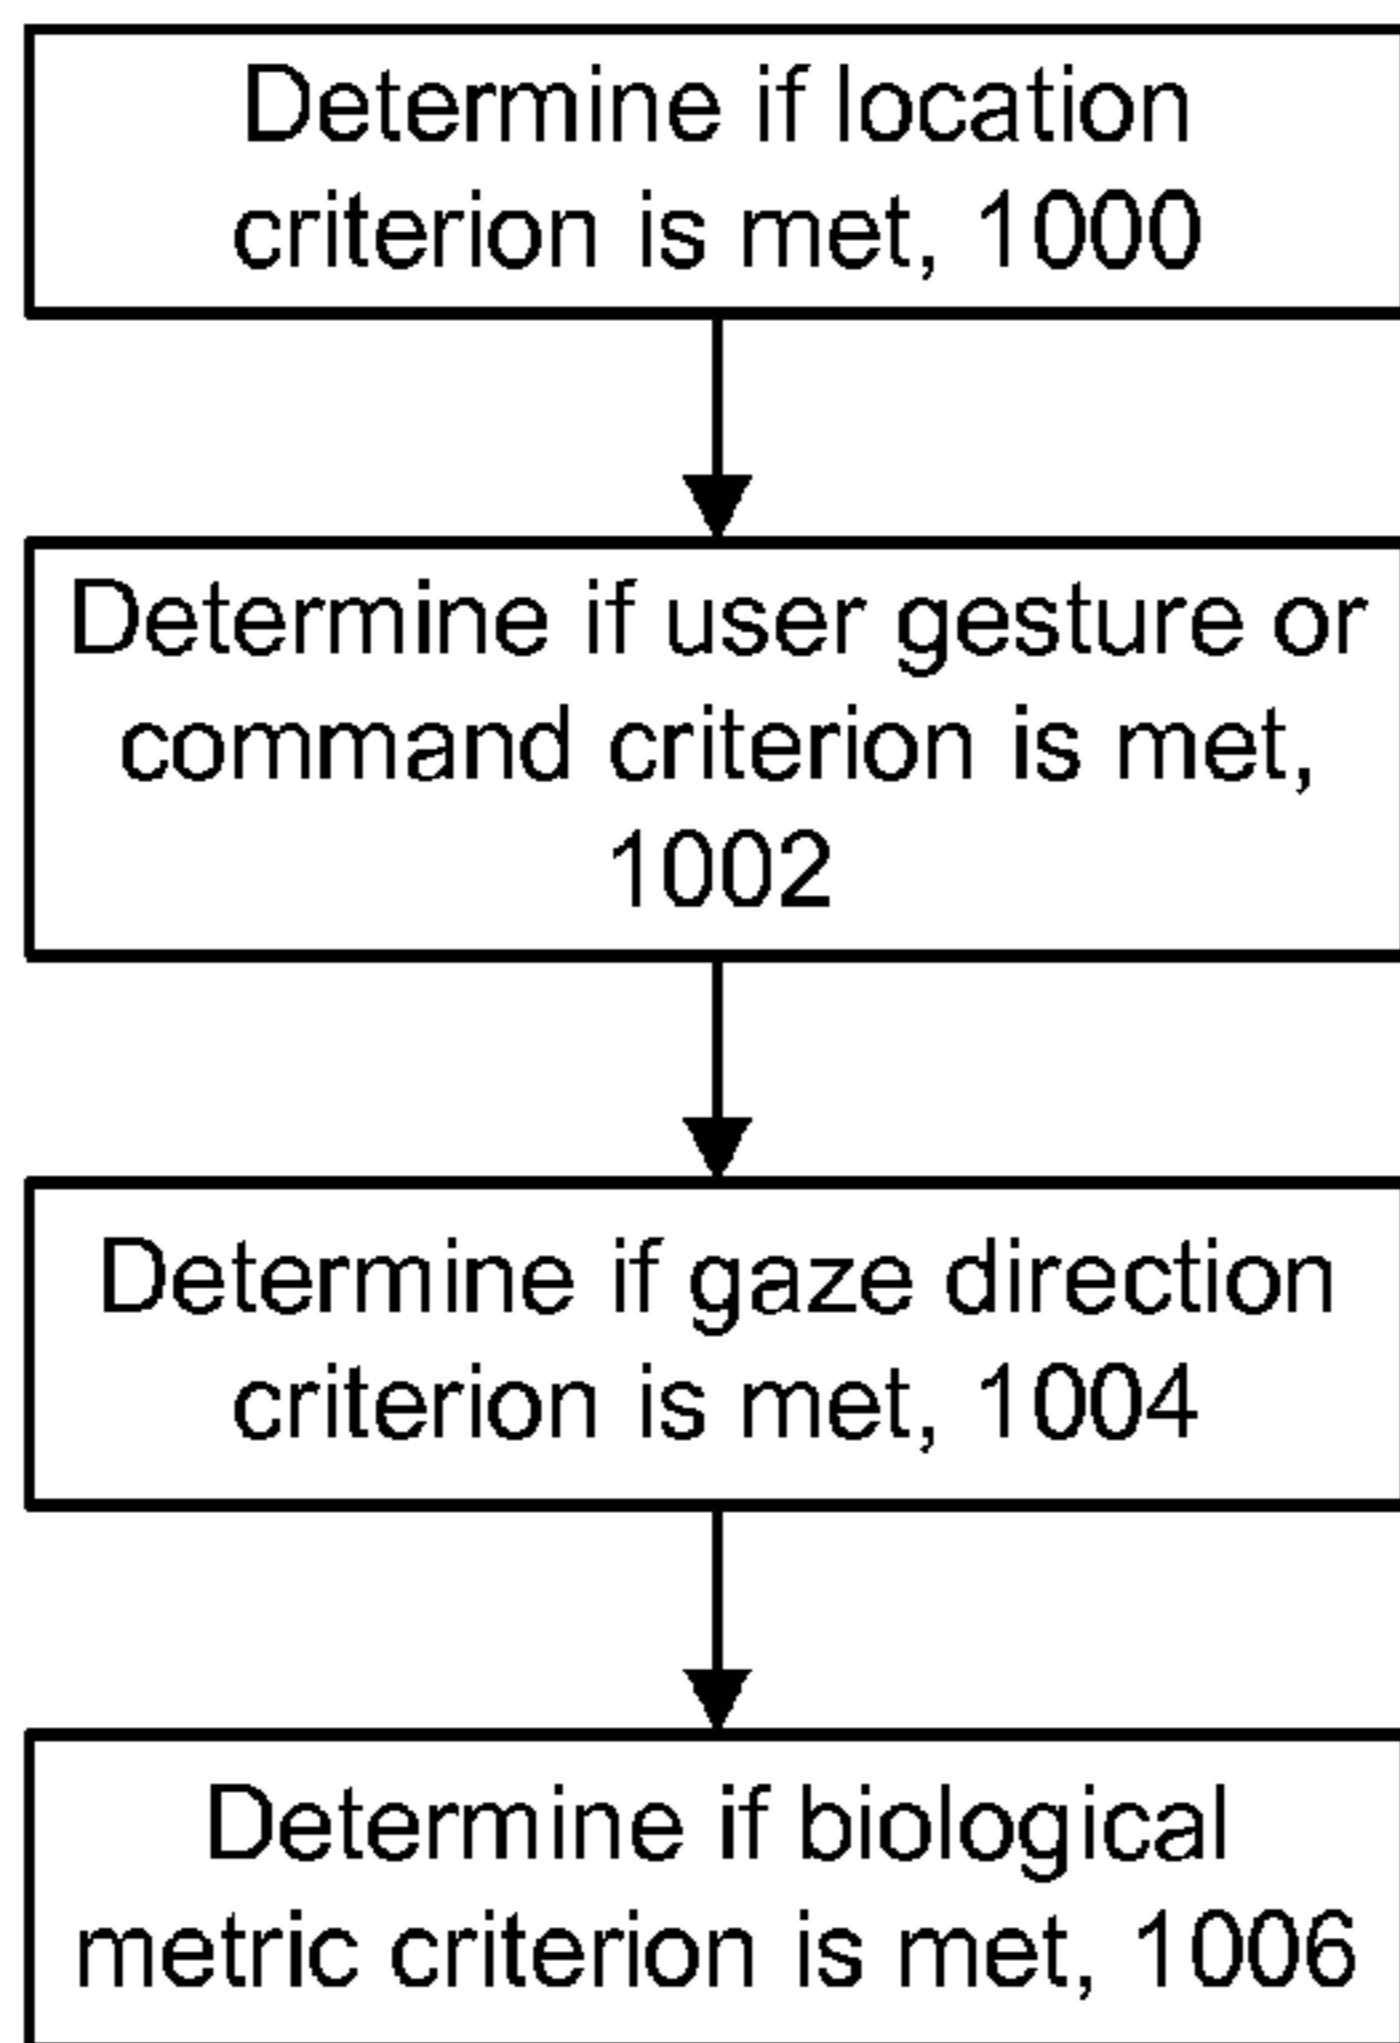 Determine if location
criterion is met, 1000
Determine if user gesture or
command criterion is met,
1002
Determine if gaze direction
criterion is met, 1004
Determine if biological
metric criterion is met, 1006